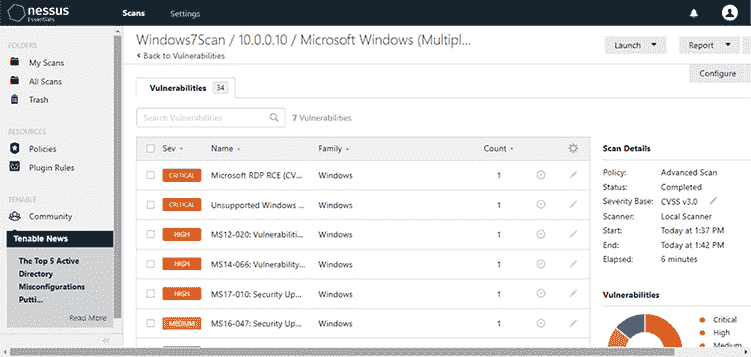 nessus
Essentials
Scans
Settings
FOLDERS
My Scans
All Scans
Trash
RESOURCES
Policies
Plugin Rules
TENABLE
Community
Tenable News
The Top 5 Active
Directory
Misconfigurations
Putti...
Read More
Windows7Scan / 10.0.0.10 / Microsoft Windows (Multipl...
< Back to Vulnerabilities
Launch
Report
Configure
Vulnerabilities 34
Search Vulnerabilities
7 Vulnerabilities
Sev Name Family Count
CRITICAL Microsoft RDP RCE (CV... Windows 1
CRITICAL Unsupported Windows ... Windows 1
HIGH MS12-020: Vulnerabiliti... Windows 1
HIGH MS14-066: Vulnerability... Windows 1
HIGH MS17-010: Security Up... Windows 1
MEDIUM MS16-047: Security Up... Windows 1
Scan Details
Policy: Advanced Scan
Status: Completed
Severity Base: CVSS v3.0
Scanner: Local Scanner
Start: Today at 1:37 PM
End: Today at 1:42 PM
Elapsed: 6 minutes
Vulnerabilities
Critical
High
Medium